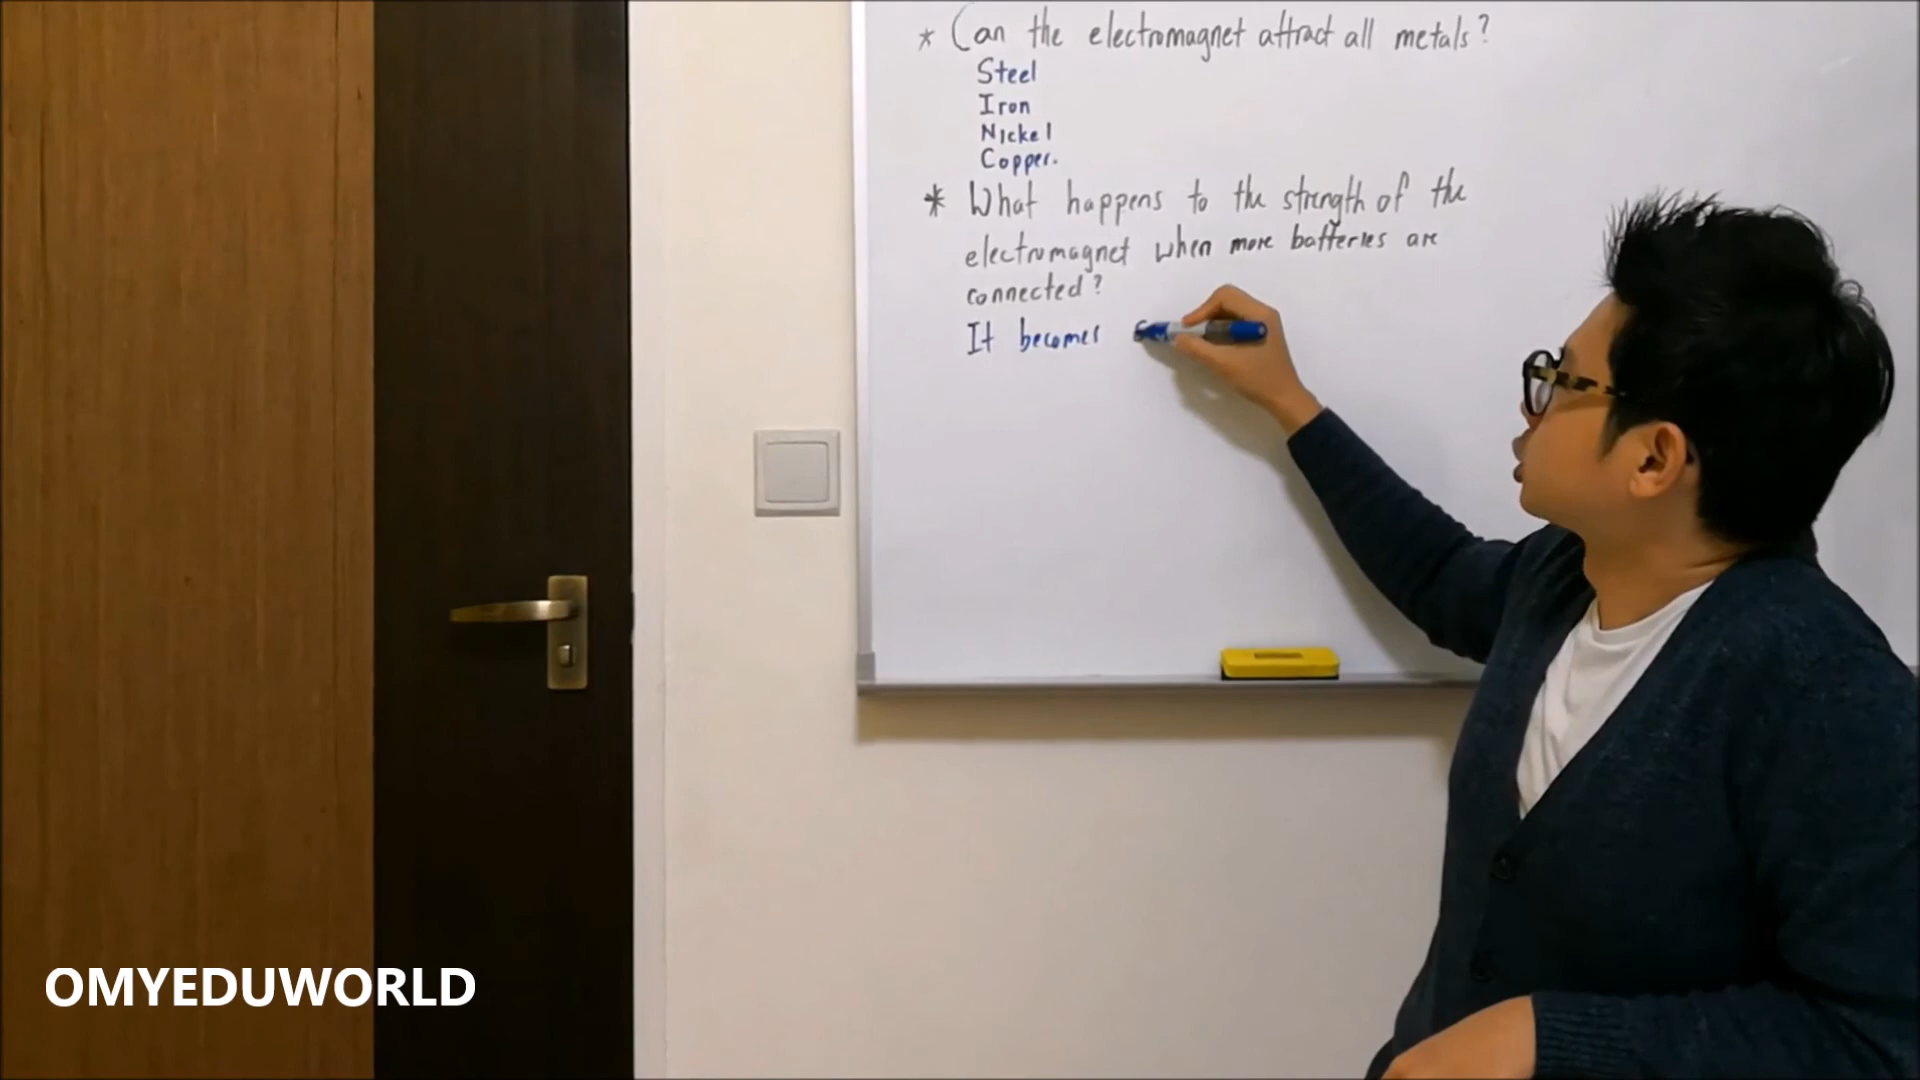 * Can the electromagnet attract all metals?
Steel
Iron
Nickel
Copper.
* What happens to the strength of the
electromagnet when more batteries are
connected?
It becomes
OMYEDUWORLD